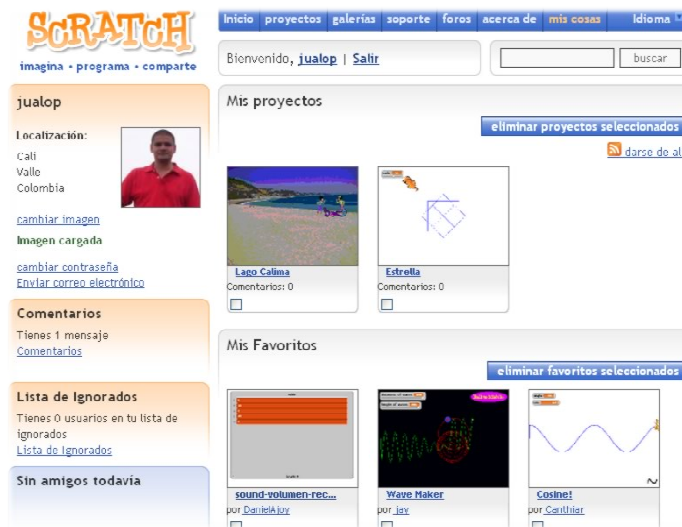 SCRATCH
imagina • programa • comparte
Inicio proyectos galerías soporte foros acerca de mis cosas Idioma
Bienvenido, jualop | Salir
buscar
jualop
Localización:
Cali
Valle
Colombia
cambiar imagen
Imagen cargada
cambiar contraseña
Enviar correo electrónico
Comentarios
Tienes 1 mensaje
Comentarios
Lista de Ignorados
Tienes 0 usuarios en tu lista de
ignorados
Lista de Ignorados
Sin amigos todavía
Mis proyectos
eliminar proyectos seleccionados
darse de al
Lago Calima
Comentarios: 0
Estrella
Comentarios: 0
Mis Favoritos
eliminar favoritos seleccionados
sound-volumen-rec...
por DanielAjoy
Wave Maker
por jay
Cosine!
por Canthiar